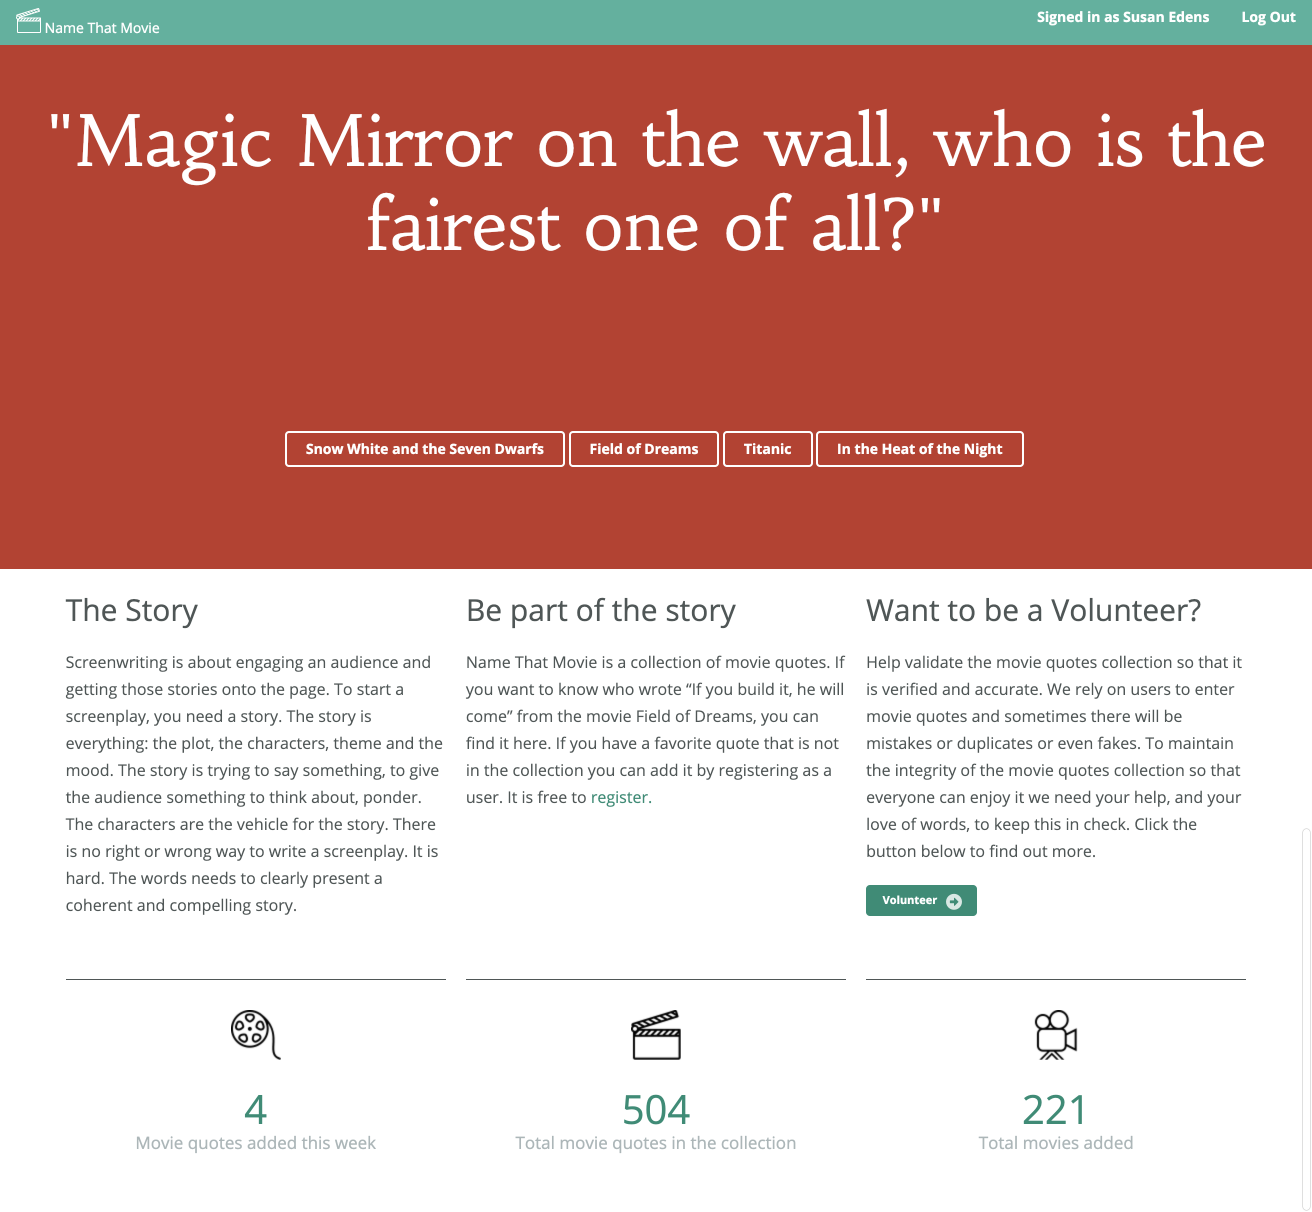 Name That Movie
Signed in as Susan Edens
Log Out
"Magic Mirror on the wall, who is the
fairest one of all?"
Snow White and the Seven Dwarfs
Field of Dreams
Titanic
In the Heat of the Night
The Story
Screenwriting is about engaging an audience and
getting those stories onto the page. To start a
screenplay, you need a story. The story is
everything: the plot, the characters, theme and the
mood. The story is trying to say something, to give
the audience something to think about, ponder.
The characters are the vehicle for the story. There
is no right or wrong way to write a screenplay. It is
hard. The words needs to clearly present a
coherent and compelling story.
Be part of the story
Name That Movie is a collection of movie quotes. If
you want to know who wrote “If you build it, he will
come” from the movie Field of Dreams, you can
find it here. If you have a favorite quote that is not
in the collection you can add it by registering as a
user. It is free to register.
Want to be a Volunteer?
Help validate the movie quotes collection so that it
is verified and accurate. We rely on users to enter
movie quotes and sometimes there will be
mistakes or duplicates or even fakes. To maintain
the integrity of the movie quotes collection so that
everyone can enjoy it we need your help, and your
love of words, to keep this in check. Click the
button below to find out more.
Volunteer
4
Movie quotes added this week
504
Total movie quotes in the collection
221
Total movies added